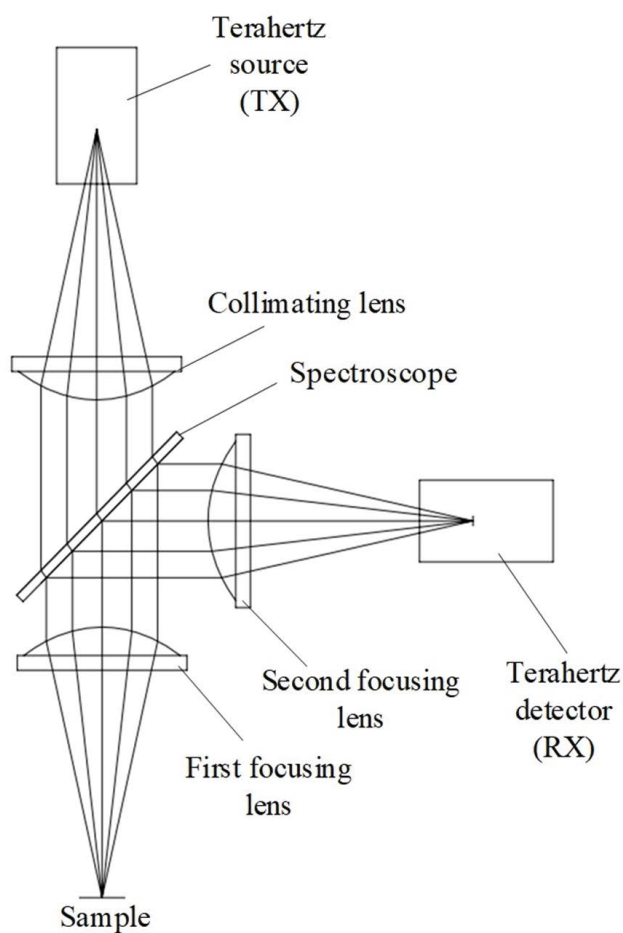 Terahertz
source
(TX)
Collimating lens
Spectroscope
Second focusing
lens
Terahertz
detector
(RX)
First focusing
lens
Sample